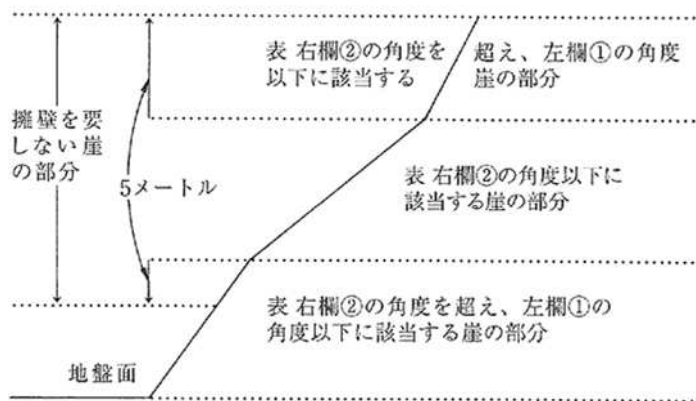 表 右欄②の角度を
以下に該当する
超え、左欄①の角度
崖の部分
擁壁を要
しない崖
の部分
5メートル
表 右欄②の角度以下に
該当する崖の部分
表 右欄②の角度を超え、左欄①の
角度以下に該当する崖の部分
地盤面